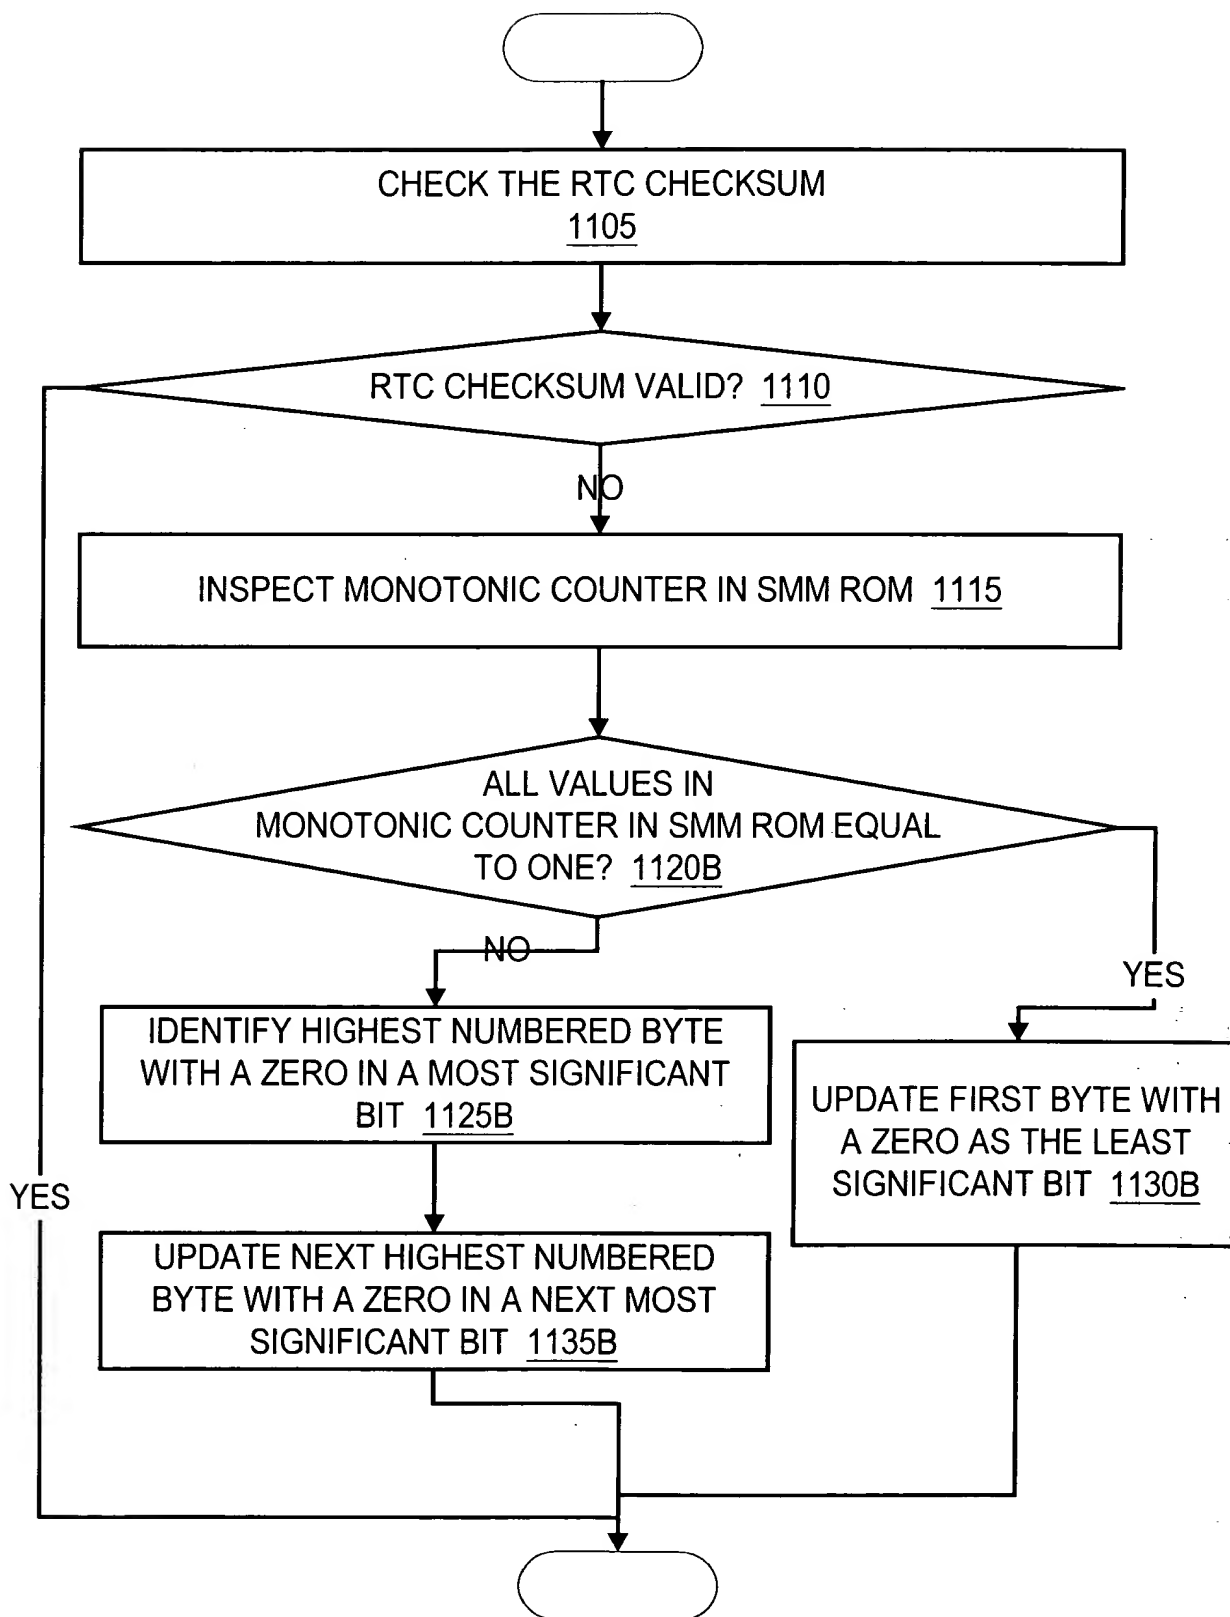 CHECK THE RTC CHECKSUM
1105
RTC CHECKSUM VALID? 1110
NO
INSPECT MONOTONIC COUNTER IN SMM ROM 1115
ALL VALUES IN
MONOTONIC COUNTER IN SMM ROM EQUAL
TO ONE? 1120B
NO
YES
IDENTIFY HIGHEST NUMBERED BYTE
WITH A ZERO IN A MOST SIGNIFICANT
BIT 1125B
UPDATE FIRST BYTE WITH
A ZERO AS THE LEAST
SIGNIFICANT BIT 1130B
YES
UPDATE NEXT HIGHEST NUMBERED
BYTE WITH A ZERO IN A NEXT MOST
SIGNIFICANT BIT 1135B